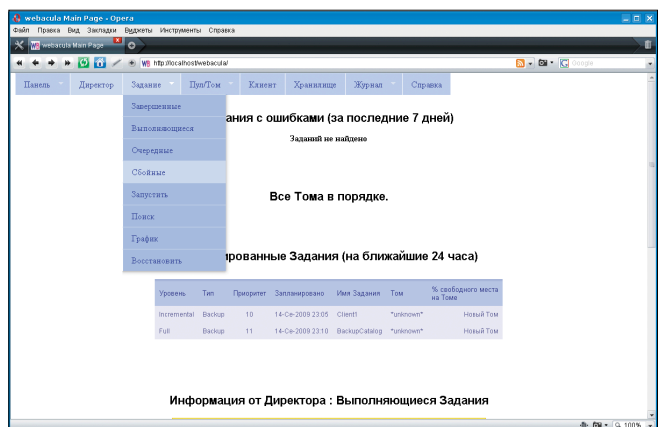 webacula Main Page - Opera
Файл Правка Вид Закладки Виджеты Инструменты Справка
webacula Main Page
http://localhost/webacula/
Google
Панель Директор Задание Пул/Том Клиент Хранилище Журнал Справка
Завершенные
Выполняющиеся
Очередные
Сбойные
Запустить
Поиск
График
Восстановить
ания с ошибками (за последние 7 дней)
Заданий не найдено
Все Тома в порядке.
ированные Задания (на ближайшие 24 часа)
Уровень Тип Приоритет Запланировано Имя Задания Том % свободного места
на Томе
Incremental Backup 10 14-Се-2009 23:05 Client1 *unknown* Новый Том
Full Backup 11 14-Се-2009 23:10 BackupCatalog *unknown* Новый Том
Информация от Директора : Выполняющиеся Задания
100%